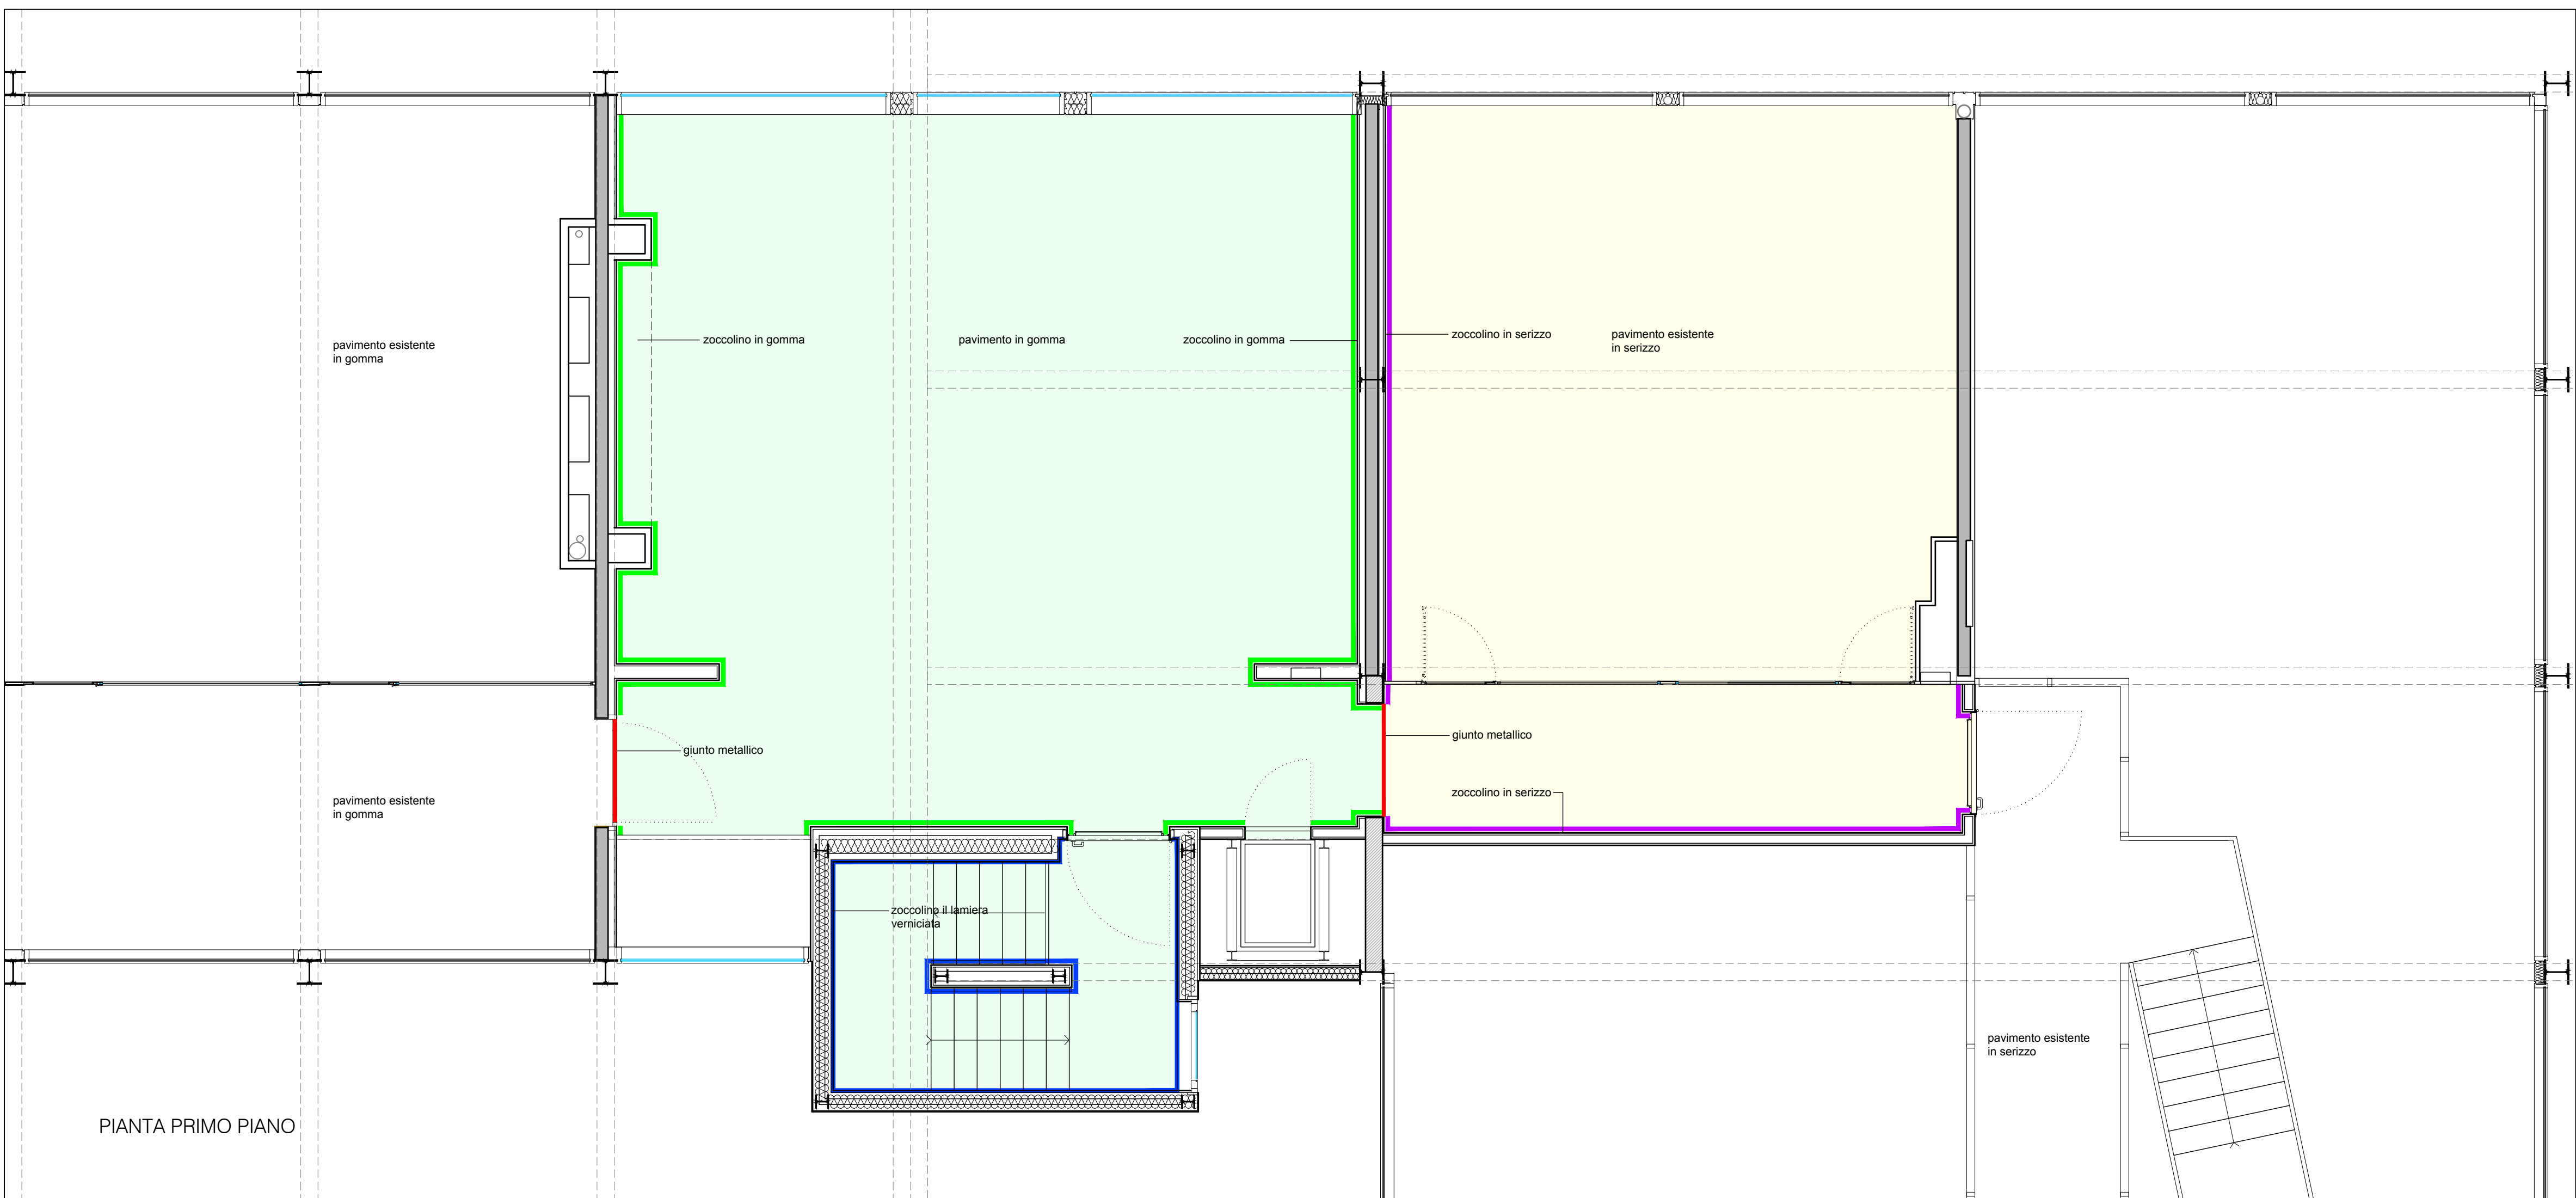 zoccolino in serizzo
pavimento esistente
in serizzo
zoccolino in gomma
pavimento in gomma
zoccolino in gomma
pavimento esistente
in gomma
giunto metallico
giunto metallico
zoccolino in serizzo
pavimento esistente
in gomma
zoccolino il lamiera
verniciata
pavimento esistente
in serizzo
PIANTA PRIMO PIANO